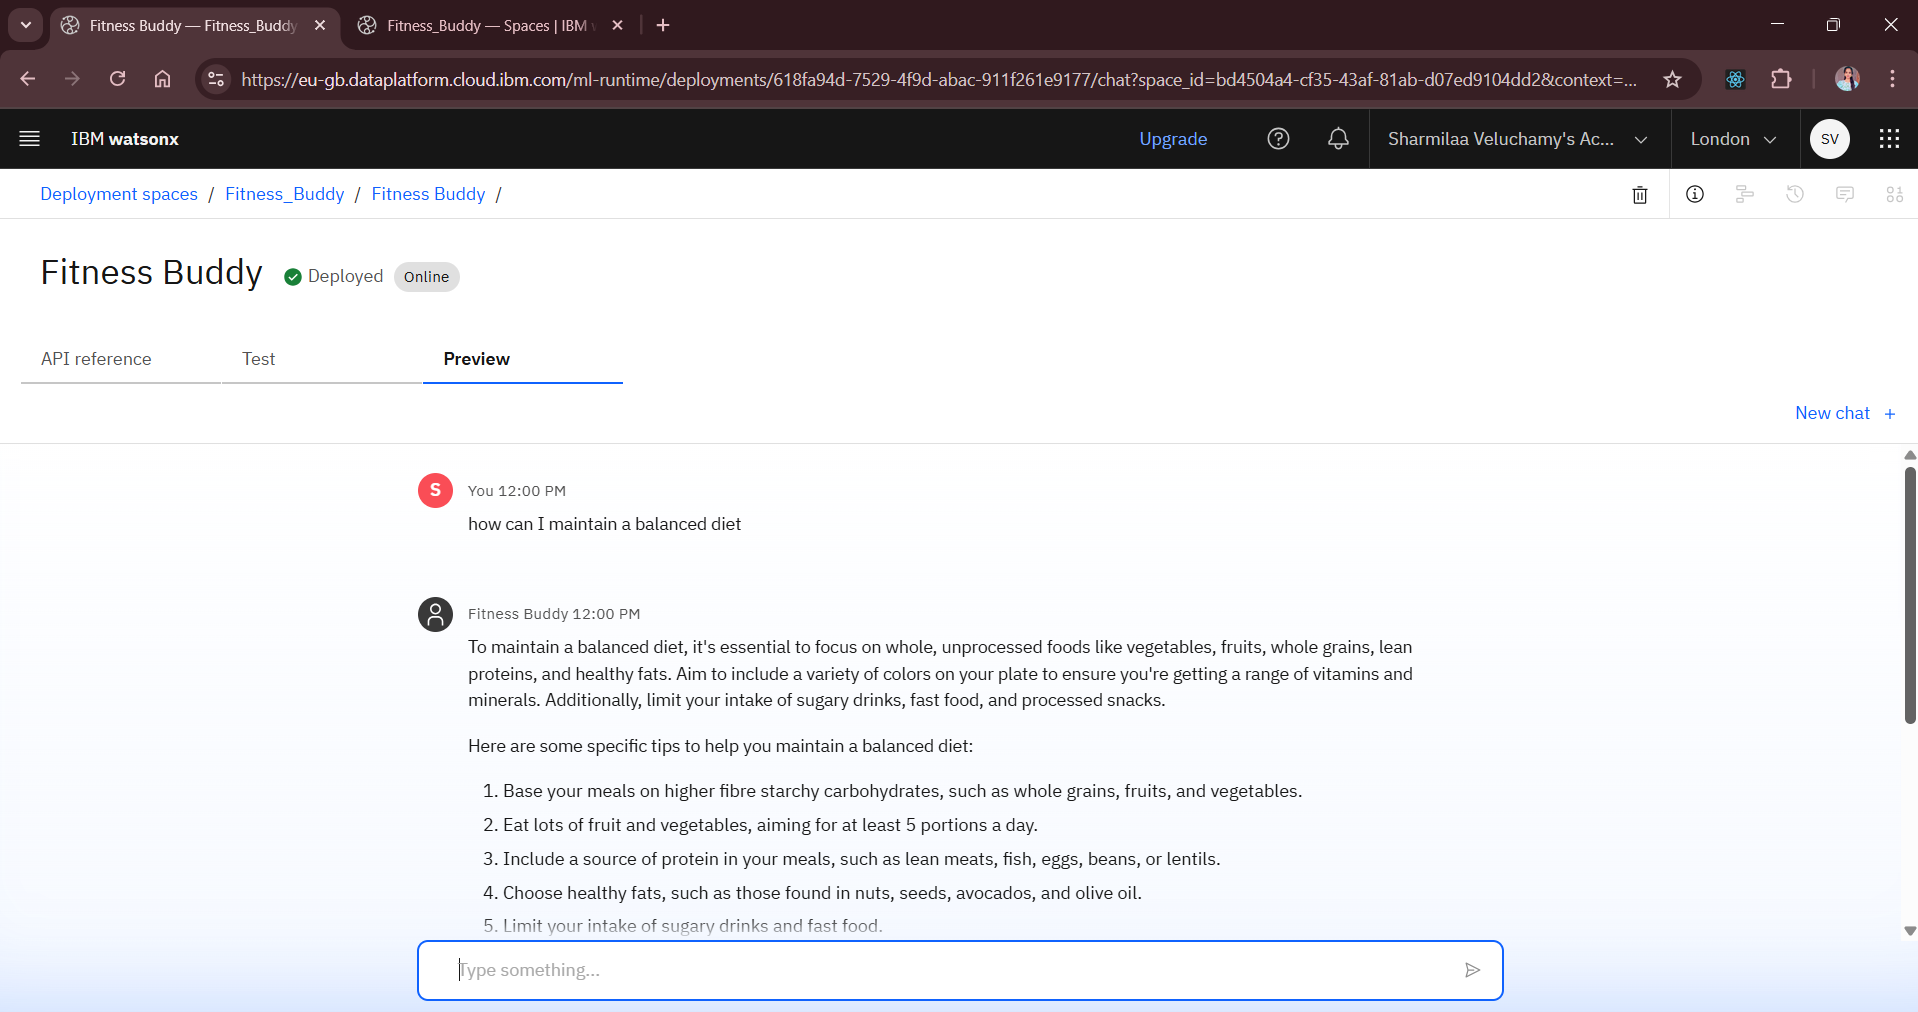 Fitness Buddy — Fitness_Buddy
Fitness_Buddy — Spaces | IBM
https://eu-gb.dataplatform.cloud.ibm.com/ml-runtime/deployments/618fa94d-7529-4f9d-abac-911f261e9177/chat?space_id=bd4504a4-cf35-43af-81ab-d07ed9104dd2&context=...
IBM watsonx
Upgrade
Sharmilaa Veluchamy's Ac...
London
SV
Deployment spaces / Fitness_Buddy / Fitness Buddy /
Fitness Buddy
Deployed
Online
API reference
Test
Preview
New chat +
S
You 12:00 PM
how can I maintain a balanced diet
Fitness Buddy 12:00 PM
To maintain a balanced diet, it's essential to focus on whole, unprocessed foods like vegetables, fruits, whole grains, lean
proteins, and healthy fats. Aim to include a variety of colors on your plate to ensure you're getting a range of vitamins and
minerals. Additionally, limit your intake of sugary drinks, fast food, and processed snacks.
Here are some specific tips to help you maintain a balanced diet:
1. Base your meals on higher fibre starchy carbohydrates, such as whole grains, fruits, and vegetables.
2. Eat lots of fruit and vegetables, aiming for at least 5 portions a day.
3. Include a source of protein in your meals, such as lean meats, fish, eggs, beans, or lentils.
4. Choose healthy fats, such as those found in nuts, seeds, avocados, and olive oil.
5. Limit your intake of sugary drinks and fast food.
Type something...